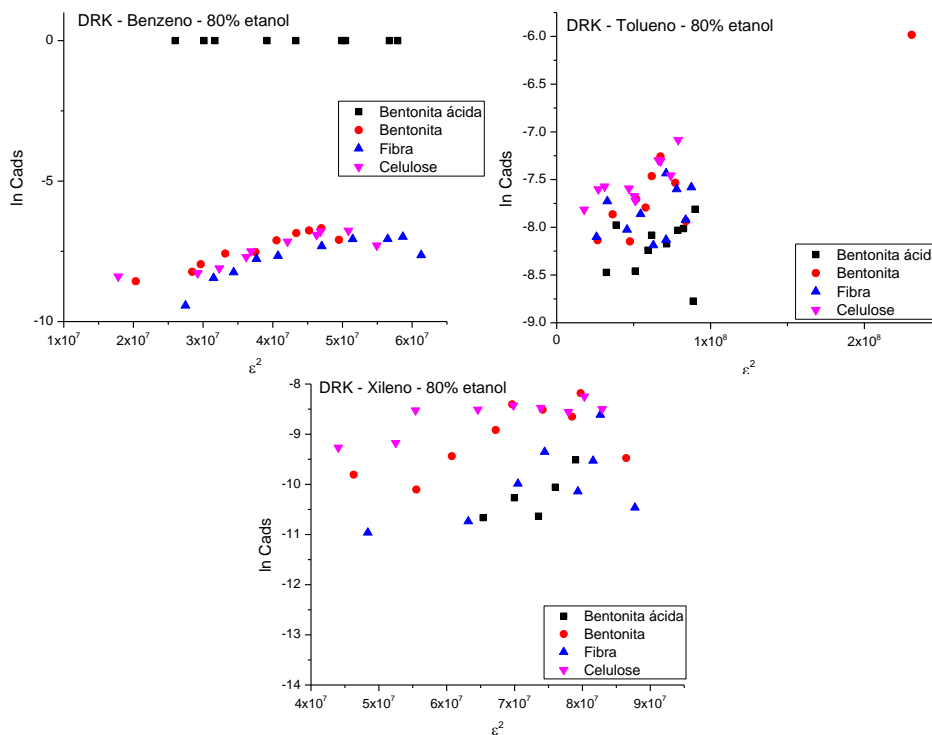 DRK - Benzeno - 80% etanol
0
-5
-10
ln Cads
1x10⁷
2x10⁷
3x10⁷
4x10⁷
5x10⁷
6x10⁷
ε²
Bentonita ácida
Bentonita
Fibra
Celulose
DRK - Tolueno - 80% etanol
-6.0
-6.5
-7.0
-7.5
-8.0
-8.5
-9.0
ln Cads
0
1x10⁸
2x10⁸
ε²
Bentonita ácida
Bentonita
Fibra
Celulose
DRK - Xileno - 80% etanol
-8
-9
-10
-11
-12
-13
-14
ln Cads
4x10⁷
5x10⁷
6x10⁷
7x10⁷
8x10⁷
9x10⁷
ε²
Bentonita ácida
Bentonita
Fibra
Celulose